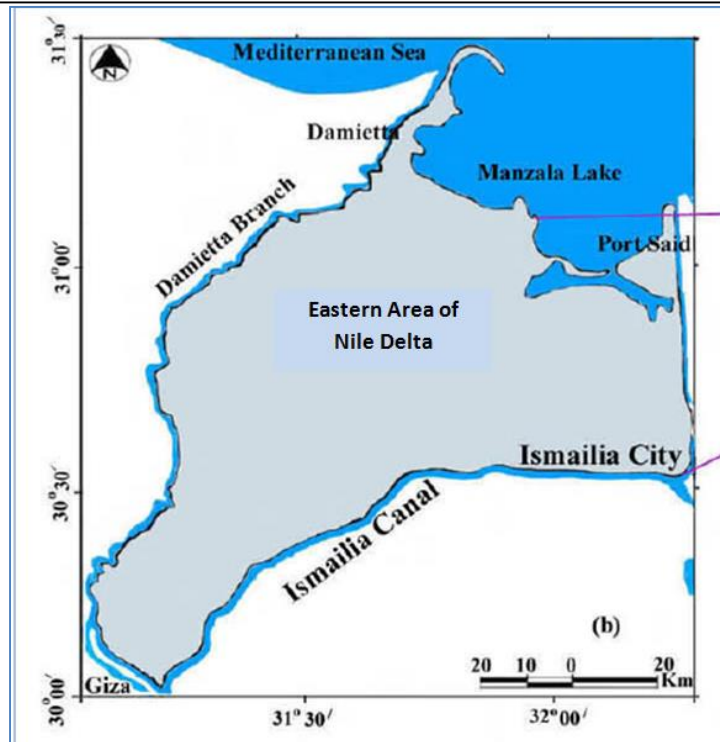 31° 30′
N
Mediterranean Sea
Damietta
Manzala Lake
Damietta Branch
Port Said
31° 00′
Eastern Area of
Nile Delta
Ismailia City
30° 30′
Ismailia Canal
(b)
20 10 0 20
Km
Giza
30° 00′
31° 30′
32° 00′